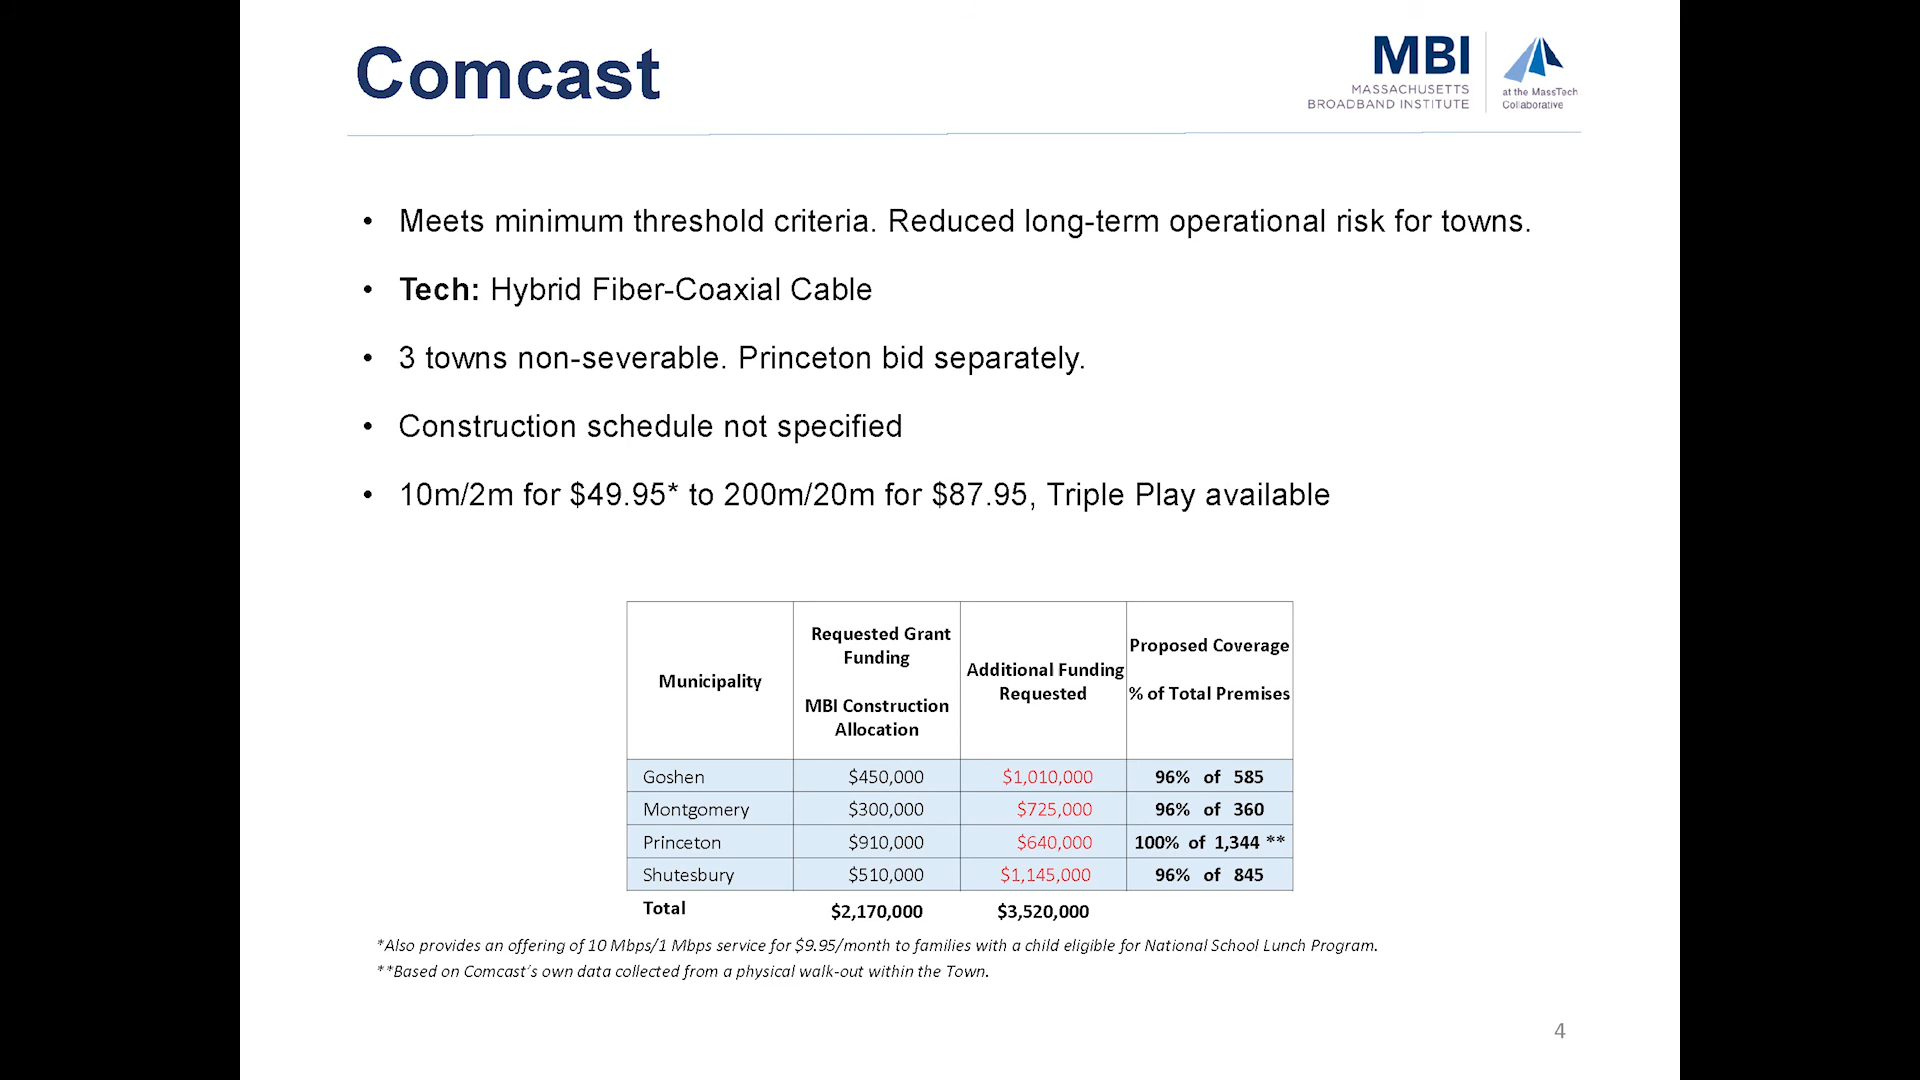 Comcast
MBI
MASSACHUSETTS
BROADBAND INSTITUTE
at the MassTech
Collaborative
• Meets minimum threshold criteria. Reduced long-term operational risk for towns.
• Tech: Hybrid Fiber-Coaxial Cable
• 3 towns non-severable. Princeton bid separately.
• Construction schedule not specified
• 10m/2m for $49.95* to 200m/20m for $87.95, Triple Play available
Municipality
Requested Grant
Funding
MBI Construction
Allocation
Additional Funding
Requested
Proposed Coverage
% of Total Premises
Goshen $450,000 $1,010,000 96% of 585
Montgomery $300,000 $725,000 96% of 360
Princeton $910,000 $640,000 100% of 1,344 **
Shutesbury $510,000 $1,145,000 96% of 845
Total $2,170,000 $3,520,000
*Also provides an offering of 10 Mbps/1 Mbps service for $9.95/month to families with a child eligible for National School Lunch Program.
**Based on Comcast's own data collected from a physical walk-out within the Town.
4